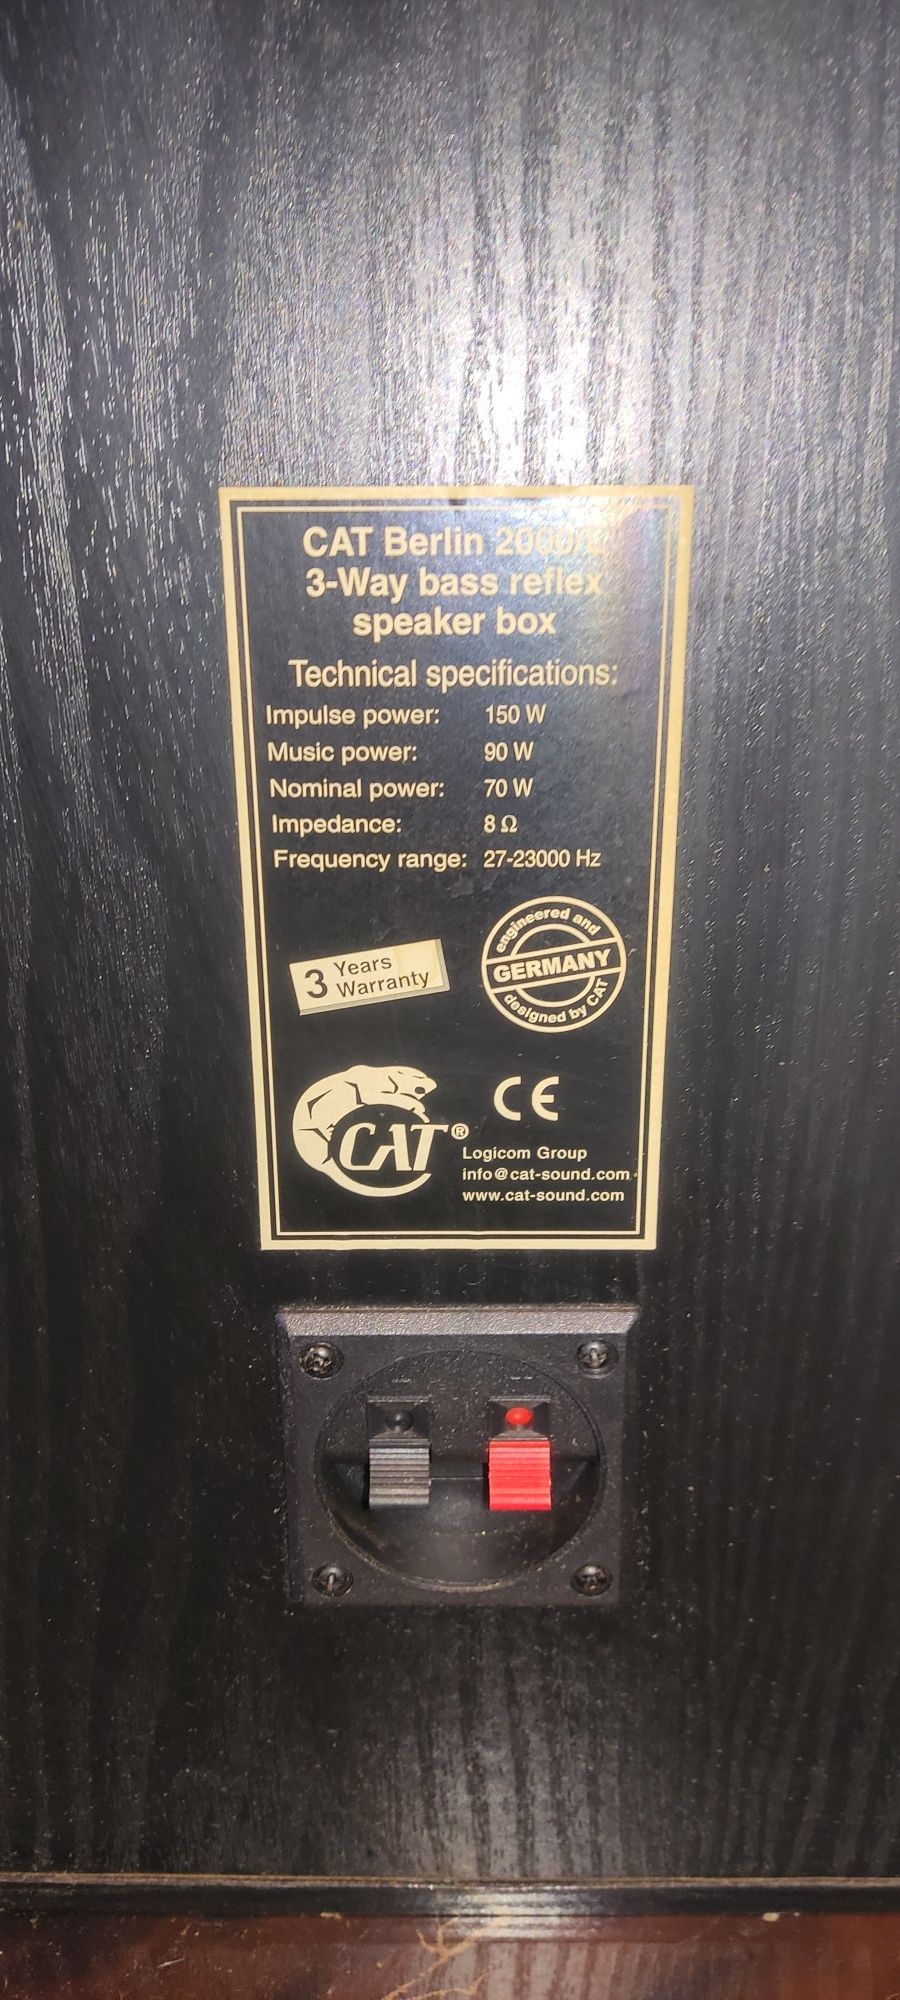 CAT Berlin 2000/L
3-Way bass reflex
speaker box
Technical specifications:
Impulse power: 150 W
Music power: 90 W
Nominal power: 70 W
Impedance: 8 Ω
Frequency range: 27-23000 Hz
3 Years
Warranty
engineered and
GERMANY
designed by CAT
CAT®
CE
Logicom Group
info@cat-sound.com
www.cat-sound.com